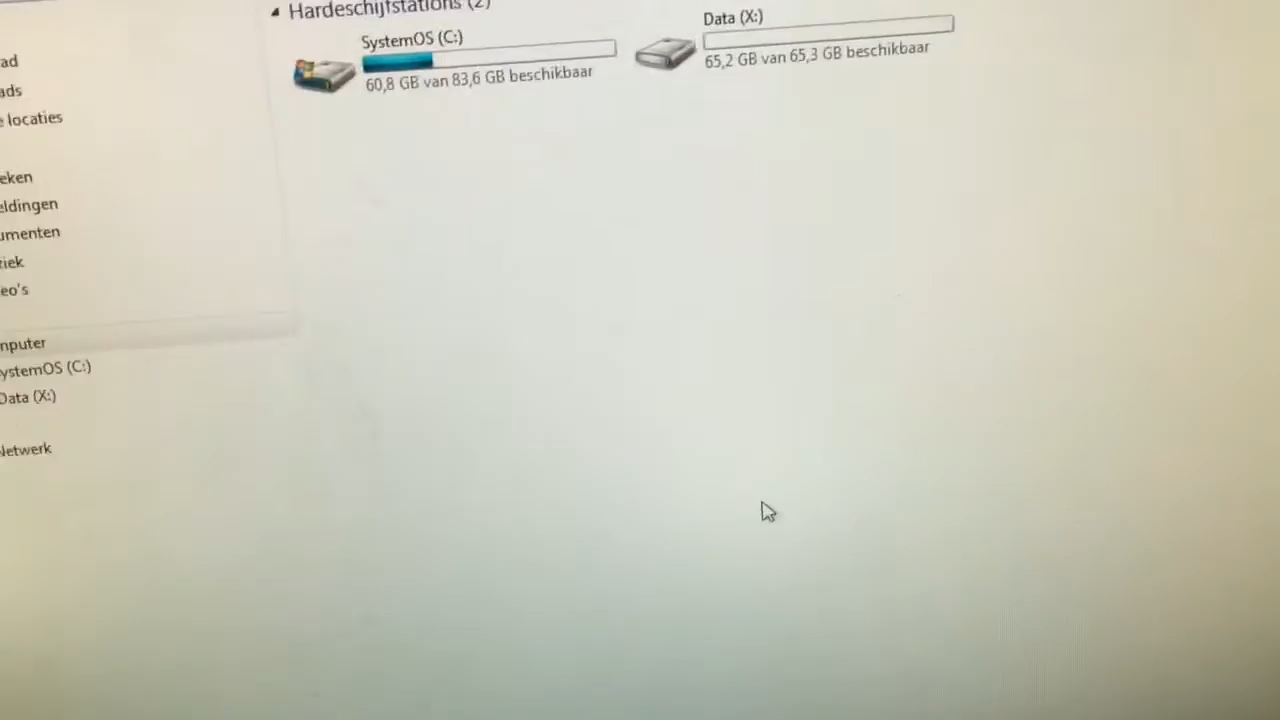 Hardeschijfstations (2)
SystemOS (C:)
60,8 GB van 83,6 GB beschikbaar
Data (X:)
65,2 GB van 65,3 GB beschikbaar
ad
ads
e locaties
eken
eldingen
umenten
ziek
eo's
nputer
ystemOS (C:)
Data (X:)
Netwerk